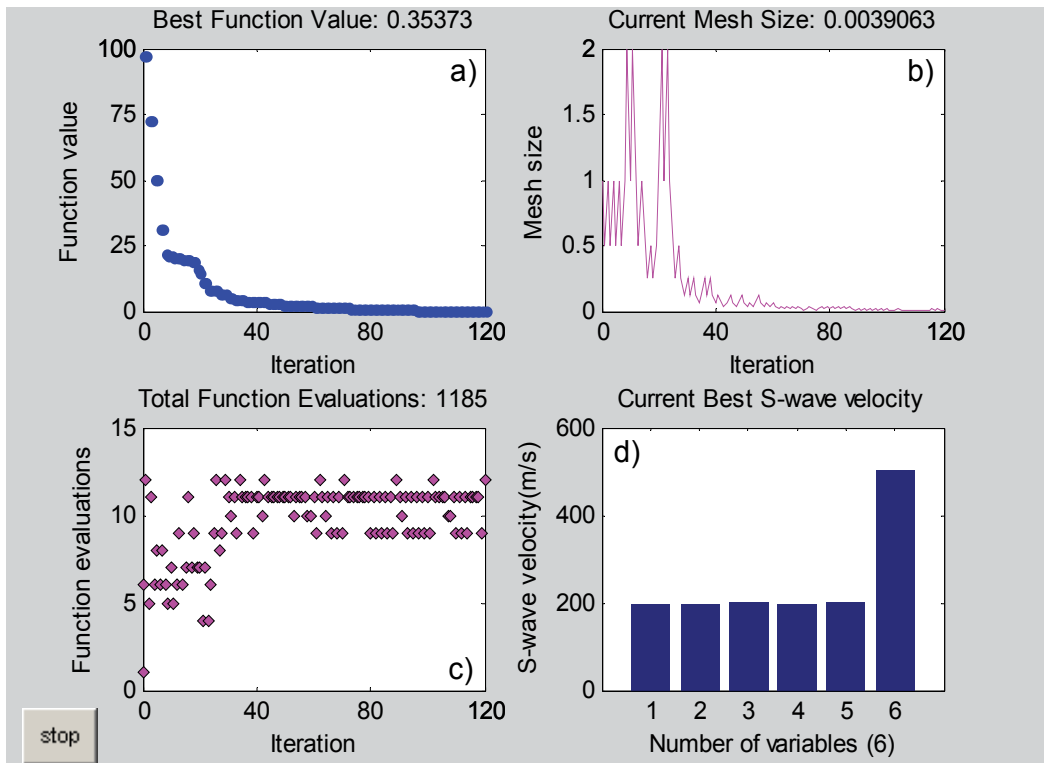 Best Function Value: 0.35373
a)
100
75
50
25
0
Function value
0 40 80 120
Iteration
Current Mesh Size: 0.0039063
b)
2
1.5
1
0.5
0
Mesh size
0 40 80 120
Iteration
Total Function Evaluations: 1185
15
10
5
0
Function evaluations
c)
0 40 80 120
Iteration
Current Best S-wave velocity
d)
600
400
200
0
S-wave velocity(m/s)
1 2 3 4 5 6
Number of variables (6)
stop